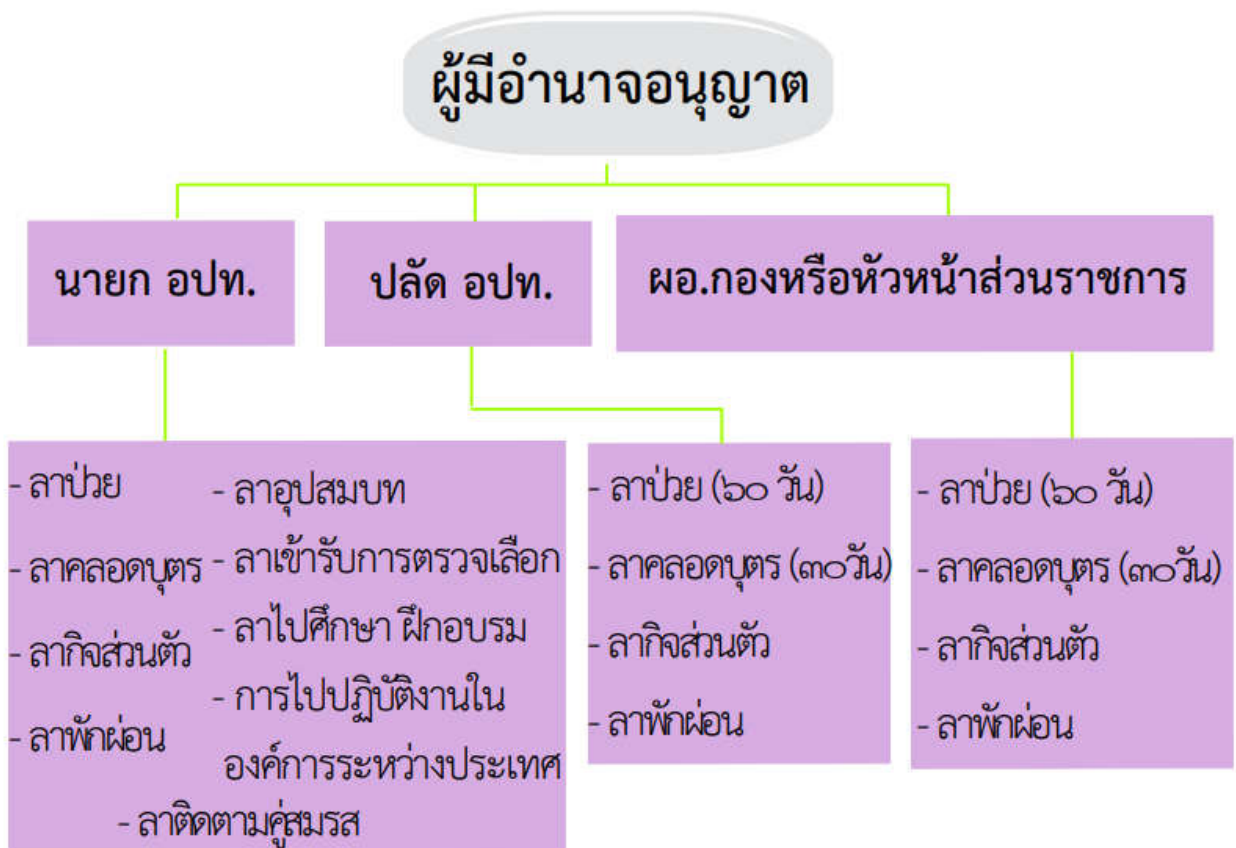 ผู้มีอำนาจอนุญาต
นายก อปท.
ปลัด อปท.
ผอ.กองหรือหัวหน้าส่วนราชการ
- ลาป่วย
- ลาคลอดบุตร
- ลากิจส่วนตัว
- ลาพักผ่อน
- ลาอุปสมบท
- ลาเข้ารับการตรวจเลือก
- ลาไปศึกษา ฝึกอบรม
- การไปปฏิบัติงานใน
องค์การระหว่างประเทศ
- ลาติดตามคู่สมรส
- ลาป่วย (๖๐ วัน)
- ลาคลอดบุตร (๓๐วัน)
- ลากิจส่วนตัว
- ลาพักผ่อน
- ลาป่วย (๖๐ วัน)
- ลาคลอดบุตร (๓๐วัน)
- ลากิจส่วนตัว
- ลาพักผ่อน